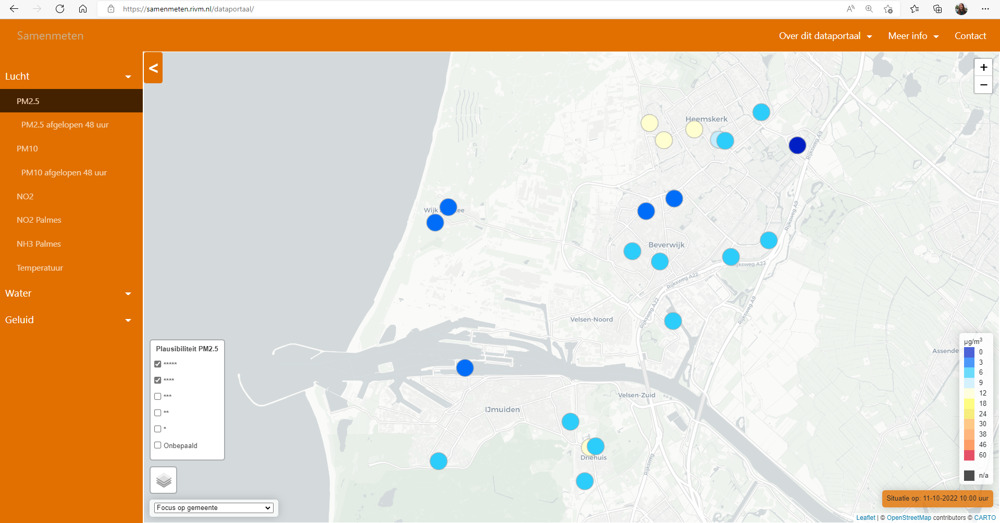 https://samenmeten.rivm.nl/dataportaal/
Samenmeten
Over dit dataportaal
Meer info
Contact
<
+
−
Lucht
PM2.5
PM2.5 afgelopen 48 uur
PM10
PM10 afgelopen 48 uur
NO2
NO2 Palmes
NH3 Palmes
Temperatuur
Water
Geluid
Heemskerk
Rijksweg A9
Wijk
ee
Rijksweg A9
Beverwijk
Rijksweg A22
Rijksweg A22
Rijksweg A9
Rijksweg A22
Velsen-Noord
Assende
Velsen-Zuid
IJmuiden
Driehuis
Rijksweg
Plausibiliteit PM2.5
*****
****
***
**
*
Onbepaald
Focus op gemeente
µg/m³
0
3
6
9
12
18
24
30
38
46
60
n/a
Situatie op: 11-10-2022 10:00 uur
Leaflet | © OpenStreetMap contributors © CARTO